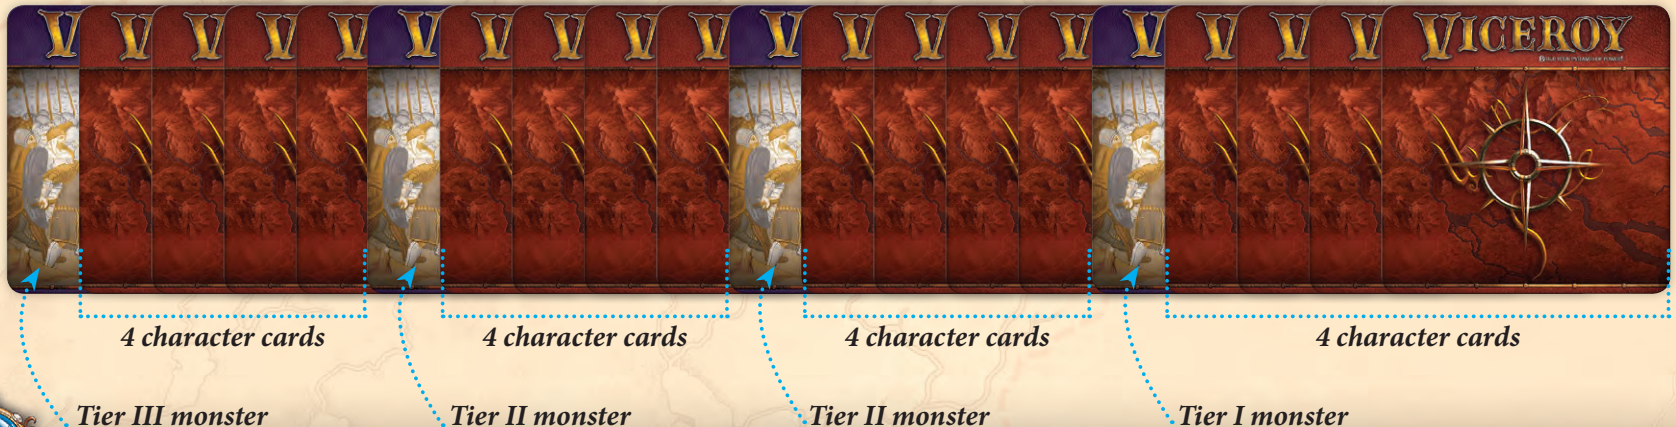 V V V V V V V V V V V V V V V V V V V VICEROY
4 character cards 4 character cards 4 character cards 4 character cards
Tier III monster Tier II monster Tier II monster Tier I monster